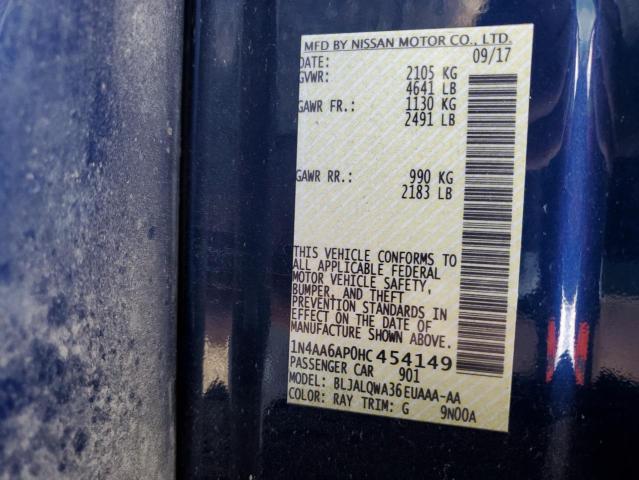 MFD BY NISSAN MOTOR CO., LTD.
DATE: 09/17
GVWR: 2105 KG
4641 LB
GAWR FR.: 1130 KG
2491 LB
GAWR RR.: 990 KG
2183 LB
THIS VEHICLE CONFORMS TO
ALL APPLICABLE FEDERAL
MOTOR VEHICLE SAFETY,
BUMPER, AND THEFT
PREVENTION STANDARDS IN
EFFECT ON THE DATE OF
MANUFACTURE SHOWN ABOVE.
1N4AA6AP0HC454149
PASSENGER CAR 901
MODEL: BLJALQWA36EUAAA-AA
COLOR: RAY TRIM: G 9N00A